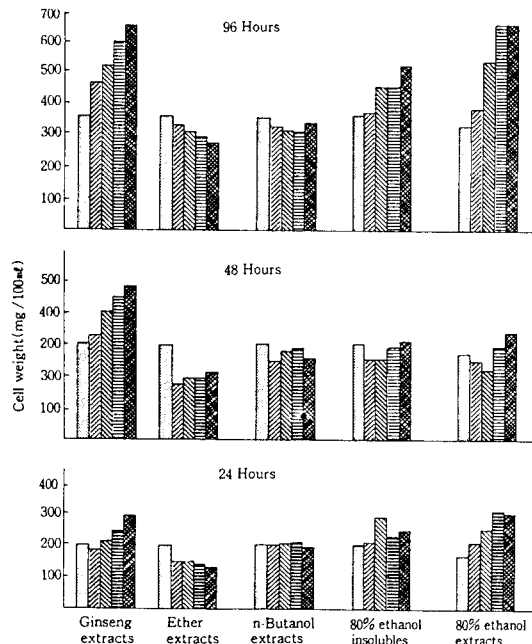 700
96 Hours
600
500
400
300
200
100
48 Hours
500
400
200
300
100
Cell weight (mg/100㎖)
24 Hours
400
300
200
100
Ginseng extracts
Ether extracts
n-Butanol extracts
80% ethanol insolubles
80% ethanol extracts